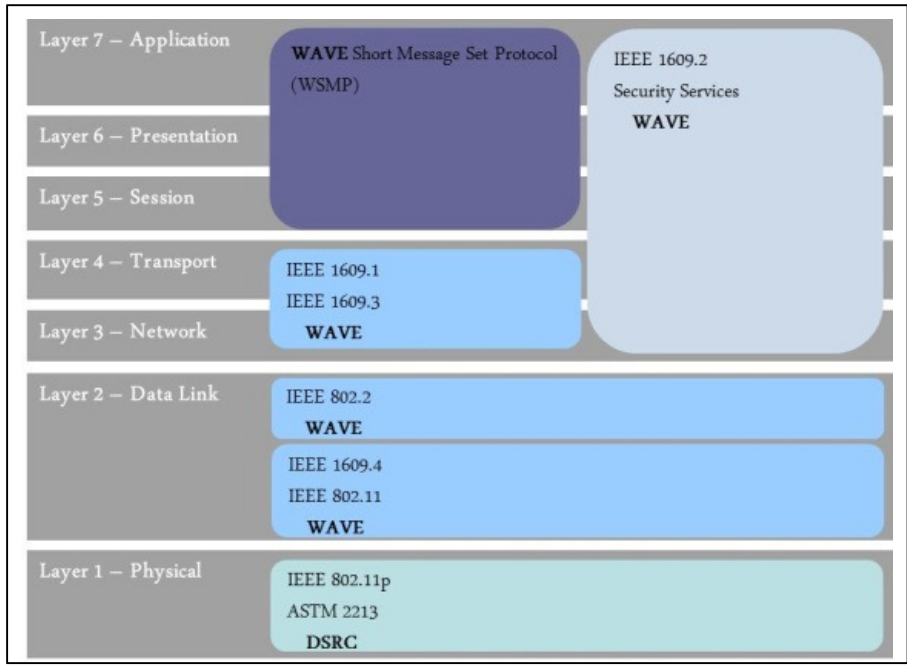 Layer 7 – Application
WAVE Short Message Set Protocol
(WSMP)
IEEE 1609.2
Security Services
WAVE
Layer 6 – Presentation
Layer 5 – Session
Layer 4 – Transport
IEEE 1609.1
IEEE 1609.3
WAVE
Layer 3 – Network
Layer 2 – Data Link
IEEE 802.2
WAVE
IEEE 1609.4
IEEE 802.11
WAVE
Layer 1 – Physical
IEEE 802.11p
ASTM 2213
DSRC